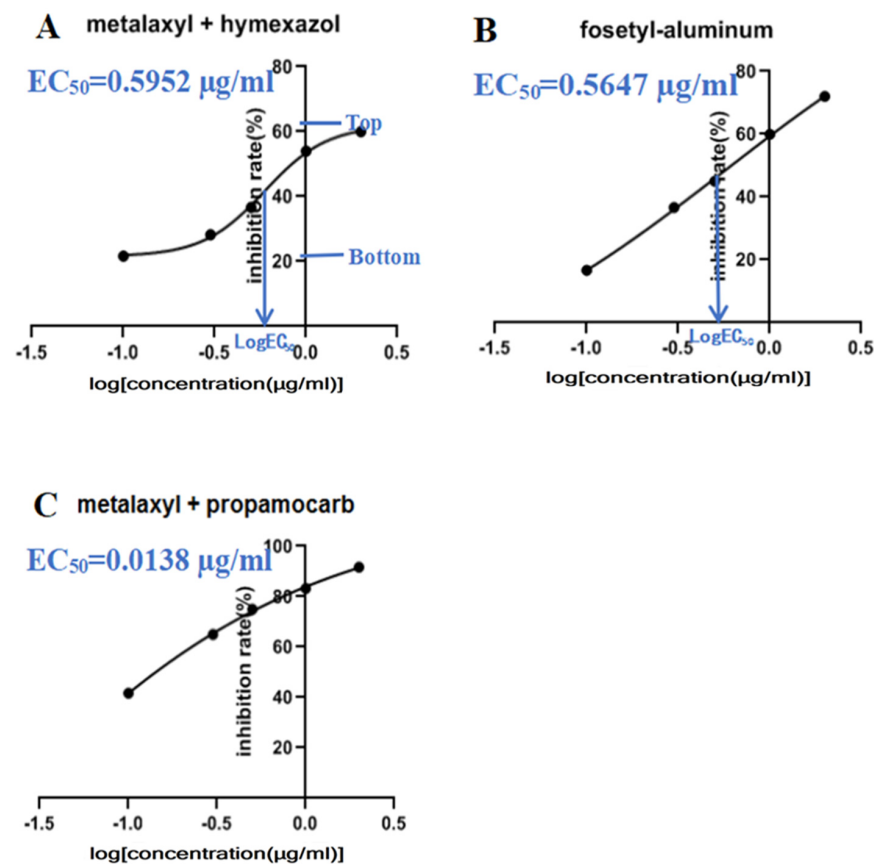 A metalaxyl + hymexazol
EC₅₀=0.5952 μg/ml
80
60
40
20
Top
Bottom
inhibition rate(%)
LogEC₅₀
-1.5 -1.0 -0.5 0.0 0.5
log[concentration(μg/ml)]
B fosetyl-aluminum
EC₅₀=0.5647 μg/ml
80
60
40
20
inhibition rate(%)
LogEC₅₀
-1.5 -1.0 -0.5 0.0 0.5
log[concentration(μg/ml)]
C metalaxyl + propamocarb
EC₅₀=0.0138 μg/ml
100
80
60
40
20
inhibition rate(%)
-1.5 -1.0 -0.5 0.0 0.5
log[concentration(μg/ml)]